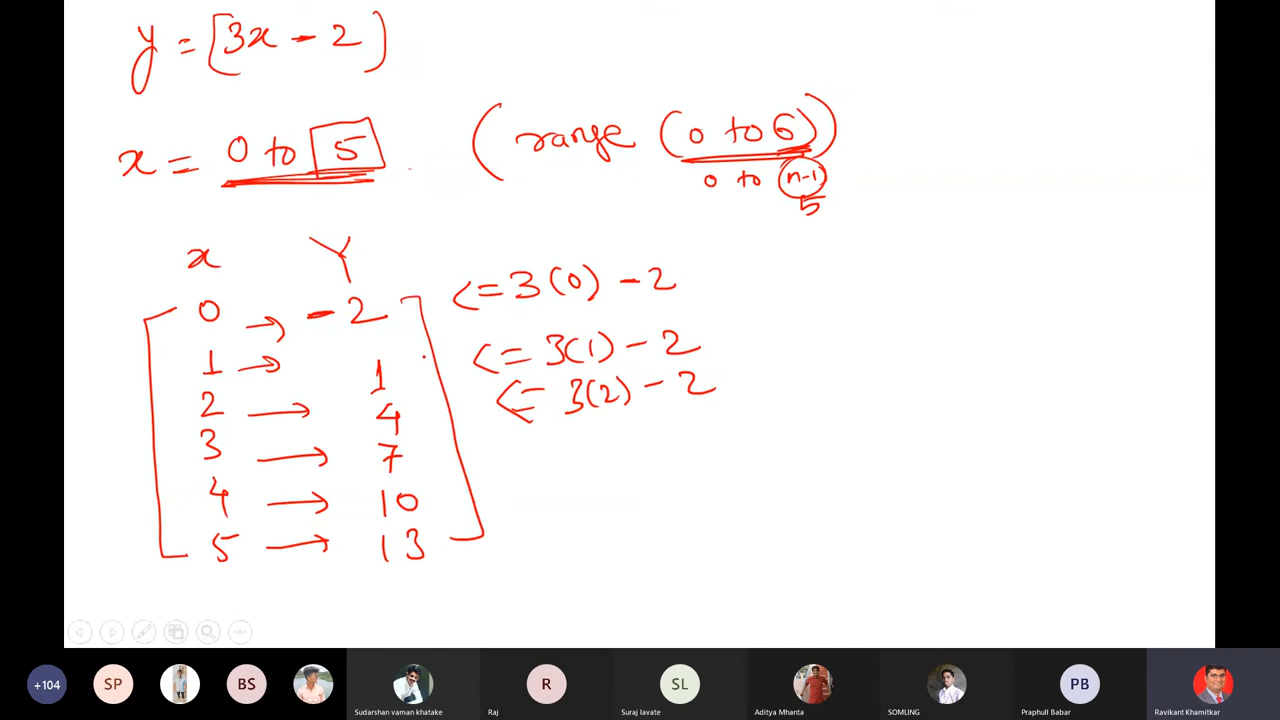 y = [3x - 2]
x = 0 to 5 (range (0 to 6))
0 to n-1
5
x Y
0 → -2 <= 3(0) - 2
1 → 1 <= 3(1) - 2
2 → 4 <= 3(2) - 2
3 → 7
4 → 10
5 → 13
+104 SP BS R SL PB
Sudarshan vaman khatake Raj Suraj lavate Aditya Mhanta SOMLING Praphull Babar Ravikant Khamitkar